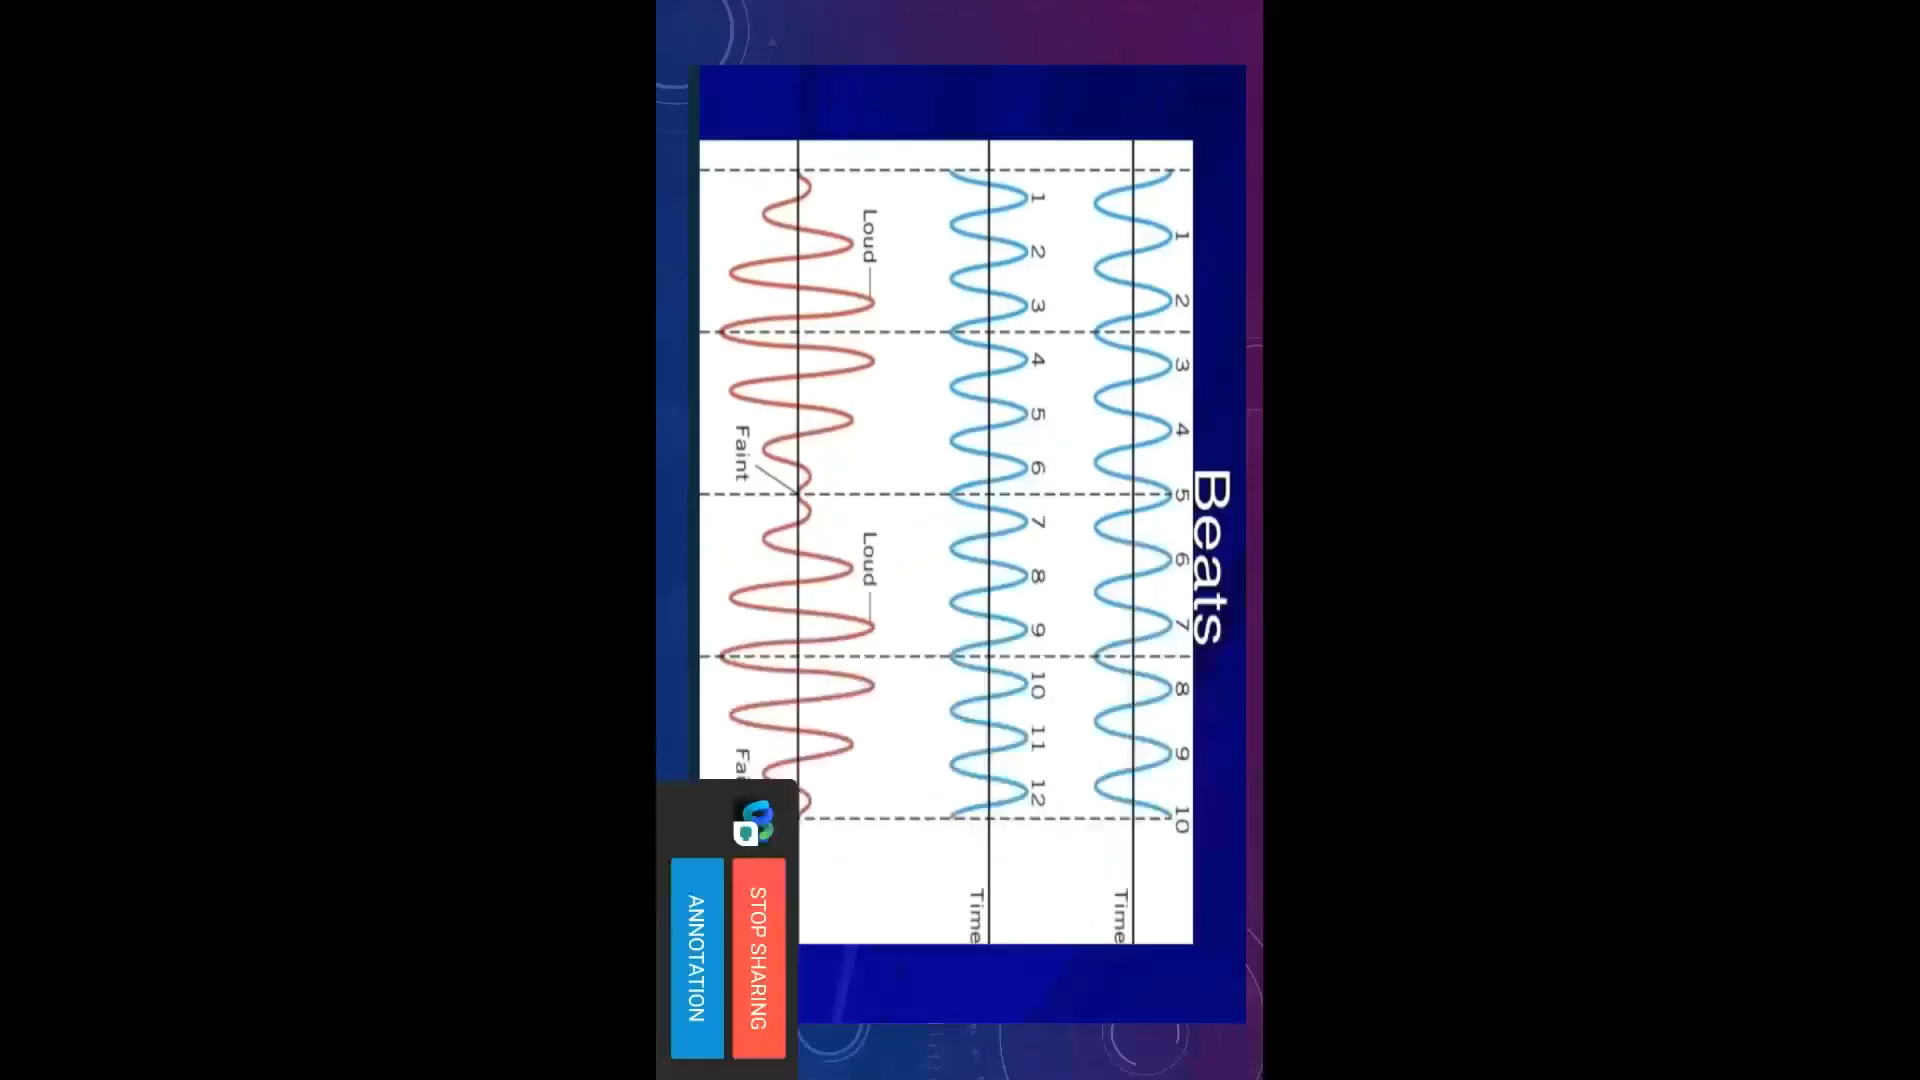 Beats
1 2 3 4 5 6 7 8 9 10
Time
1 2 3 4 5 6 7 8 9 10 11 12
Time
Loud
Loud
Faint
Fai
STOP SHARING
ANNOTATION